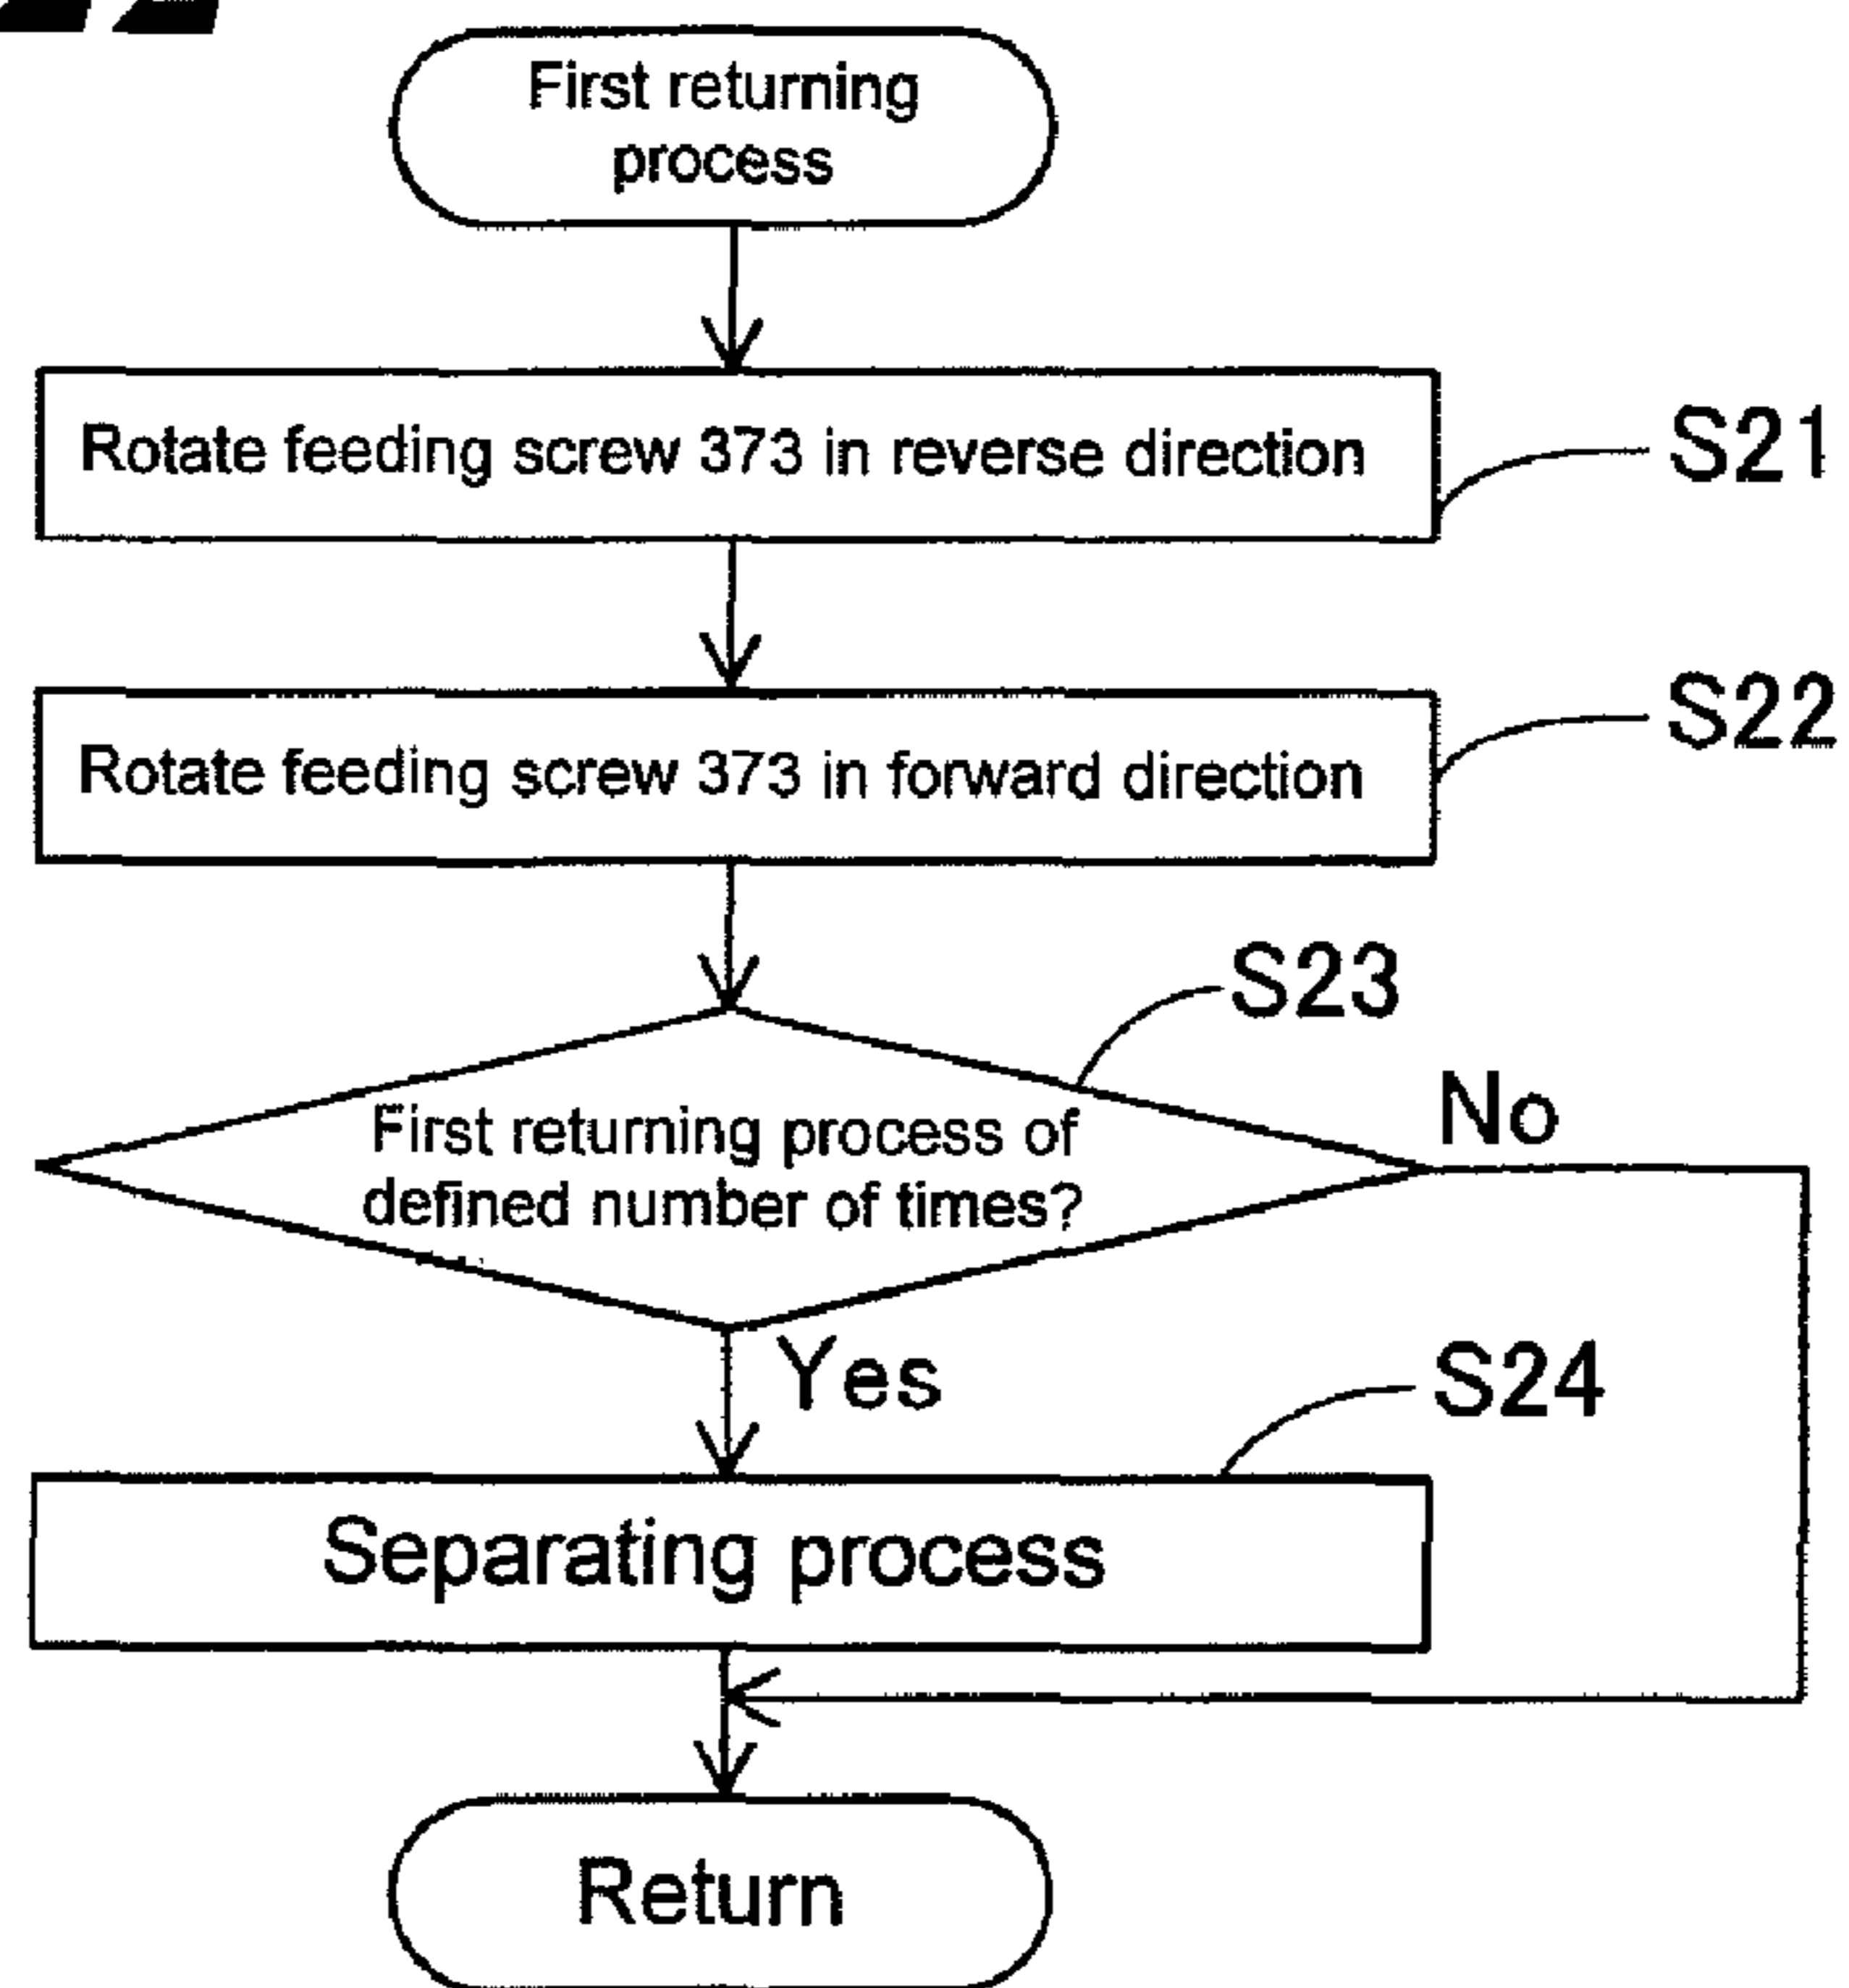 First returning
process
Rotate feeding screw 373 in reverse direction
S21
Rotate feeding screw 373 in forward direction
S22
S23
First returning process of
defined number of times?
No
Yes
S24
Separating process
Return